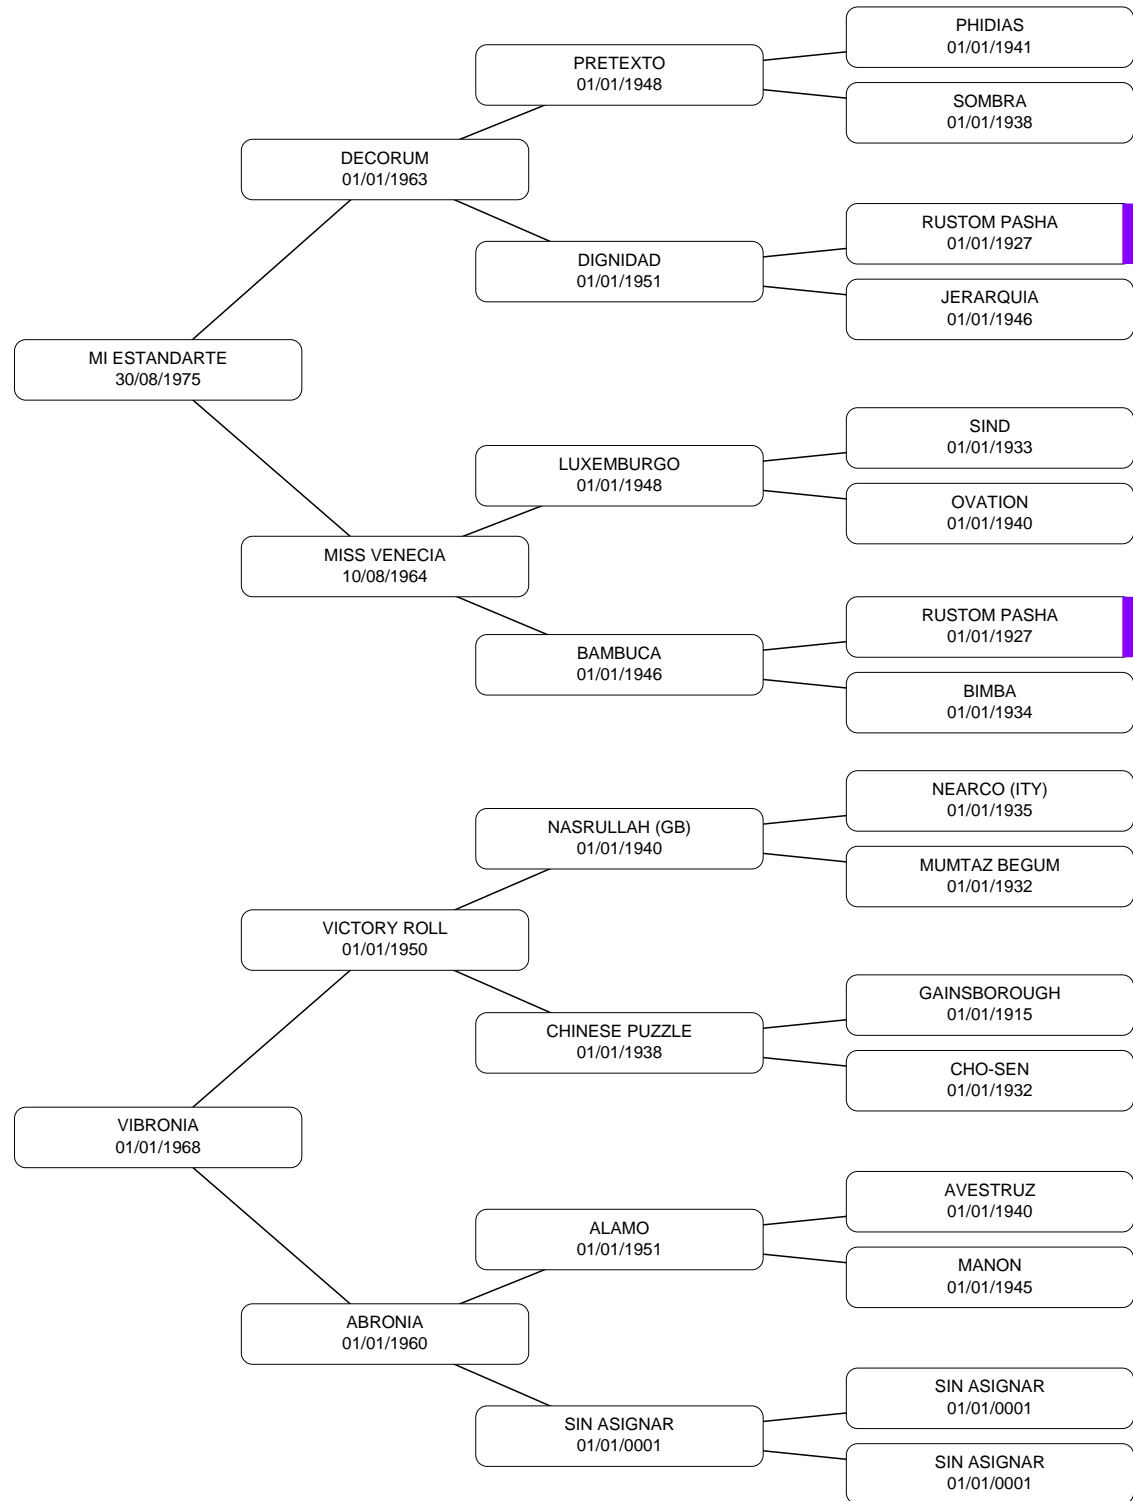 PHIDIAS
01/01/1941
PRETEXTO
01/01/1948
SOMBRA
01/01/1938
DECORUM
01/01/1963
RUSTOM PASHA
01/01/1927
DIGNIDAD
01/01/1951
JERARQUIA
01/01/1946
MI ESTANDARTE
30/08/1975
SIND
01/01/1933
LUXEMBURGO
01/01/1948
OVATION
01/01/1940
MISS VENECIA
10/08/1964
RUSTOM PASHA
01/01/1927
BAMBUCA
01/01/1946
BIMBA
01/01/1934
NEARCO (ITY)
01/01/1935
NASRULLAH (GB)
01/01/1940
MUMTAZ BEGUM
01/01/1932
VICTORY ROLL
01/01/1950
GAINSBOROUGH
01/01/1915
CHINESE PUZZLE
01/01/1938
CHO-SEN
01/01/1932
VIBRONIA
01/01/1968
AVESTRUZ
01/01/1940
ALAMO
01/01/1951
MANON
01/01/1945
ABRONIA
01/01/1960
SIN ASIGNAR
01/01/0001
SIN ASIGNAR
01/01/0001
SIN ASIGNAR
01/01/0001